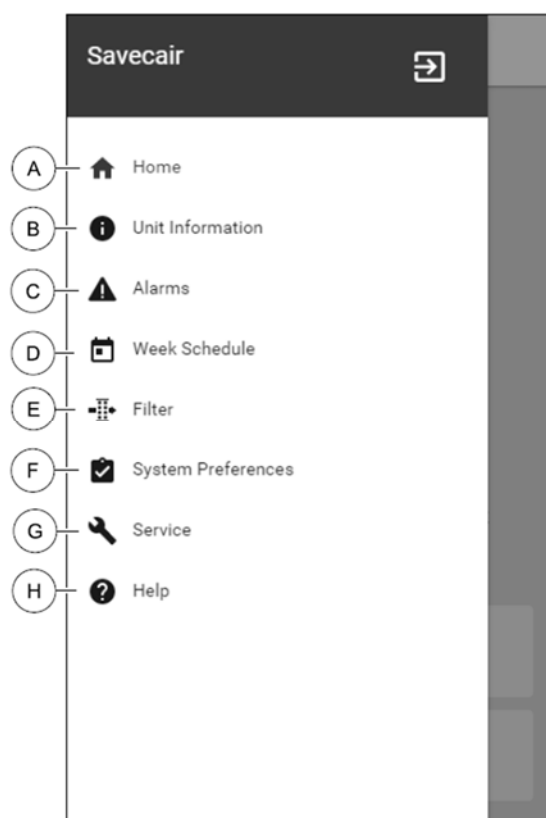 Savecair
A Home
B Unit Information
C Alarms
D Week Schedule
E Filter
F System Preferences
G Service
H Help